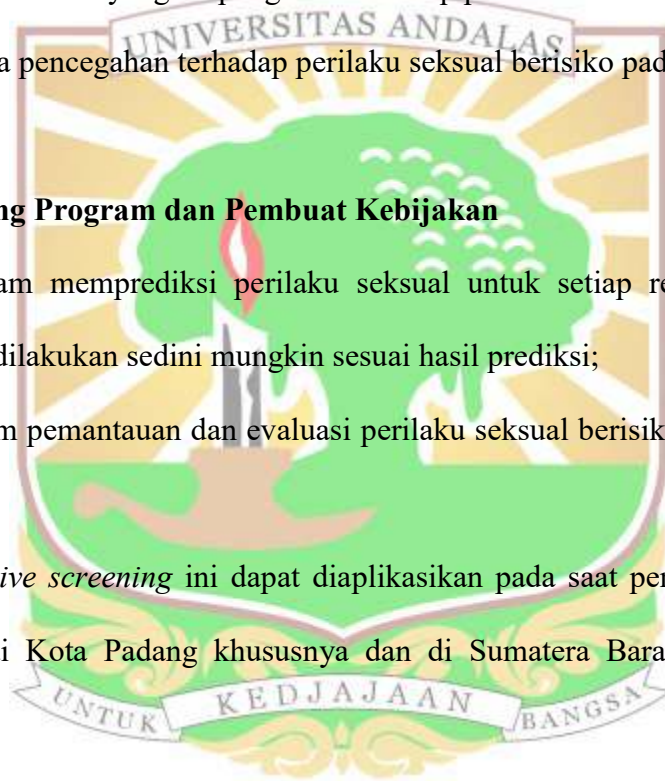 UNIVERSITAS ANDALAS
a pencegahan terhadap perilaku seksual berisiko pad
ng Program dan Pembuat Kebijakan
am memprediksi perilaku seksual untuk setiap re
dilakukan sedini mungkin sesuai hasil prediksi;
m pemantauan dan evaluasi perilaku seksual berisik
ive screening ini dapat diaplikasikan pada saat per
i Kota Padang khususnya dan di Sumatera Bara
UNTUK KEDJAJAAN BANGSA